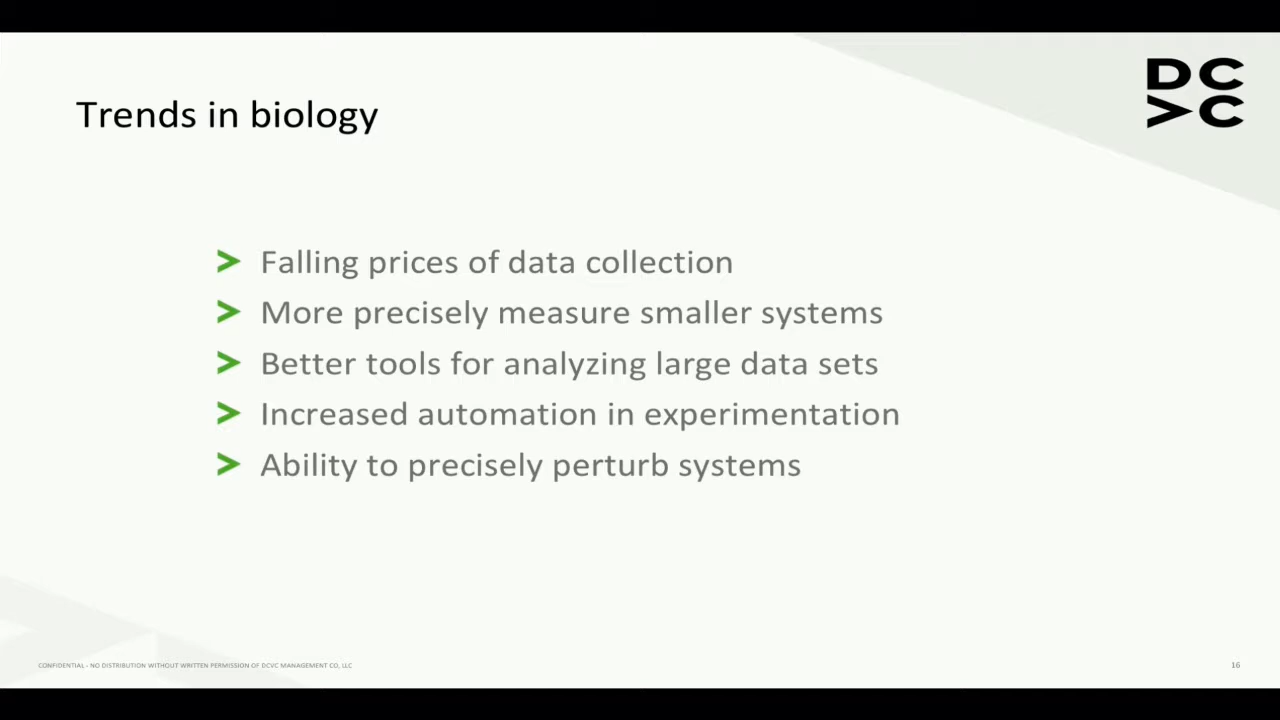 DC
VC
Trends in biology
Falling prices of data collection
More precisely measure smaller systems
Better tools for analyzing large data sets
Increased automation in experimentation
Ability to precisely perturb systems
CONFIDENTIAL - NO DISTRIBUTION WITHOUT WRITTEN PERMISSION OF DCVC MANAGEMENT CO, LLC
16